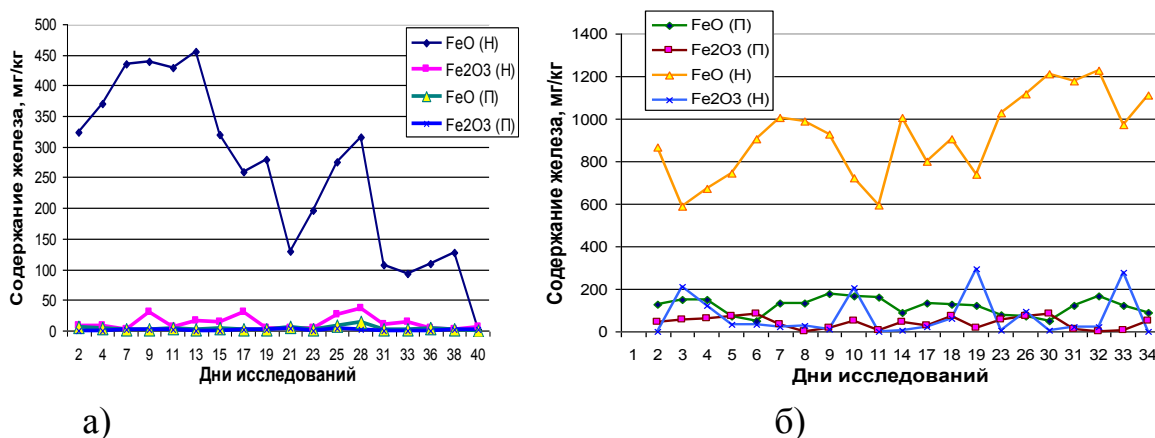 Содержание железа, мг/кг
500
450
400
350
300
250
200
150
100
50
0
FeO (Н)
Fe2O3 (Н)
FeO (П)
Fe2O3 (П)
2 4 7 9 11 13 15 17 19 21 23 25 28 31 33 36 38 40
Дни исследований
а)
Содержание железа, мг/кг
1400
1200
1000
800
600
400
200
0
FeO (П)
Fe2O3 (П)
FeO (Н)
Fe2O3 (Н)
1 2 3 4 5 6 7 8 9 10 11 14 17 18 19 23 26 30 31 32 33 34
Дни исследований
б)